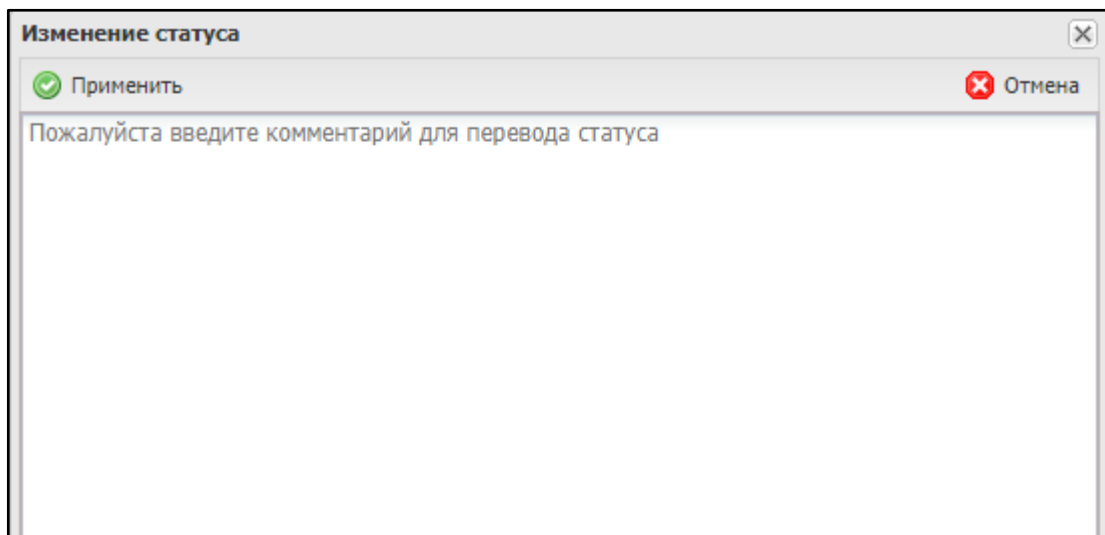 Изменение статуса
Применить Отмена
Пожалуйста введите комментарий для перевода статуса